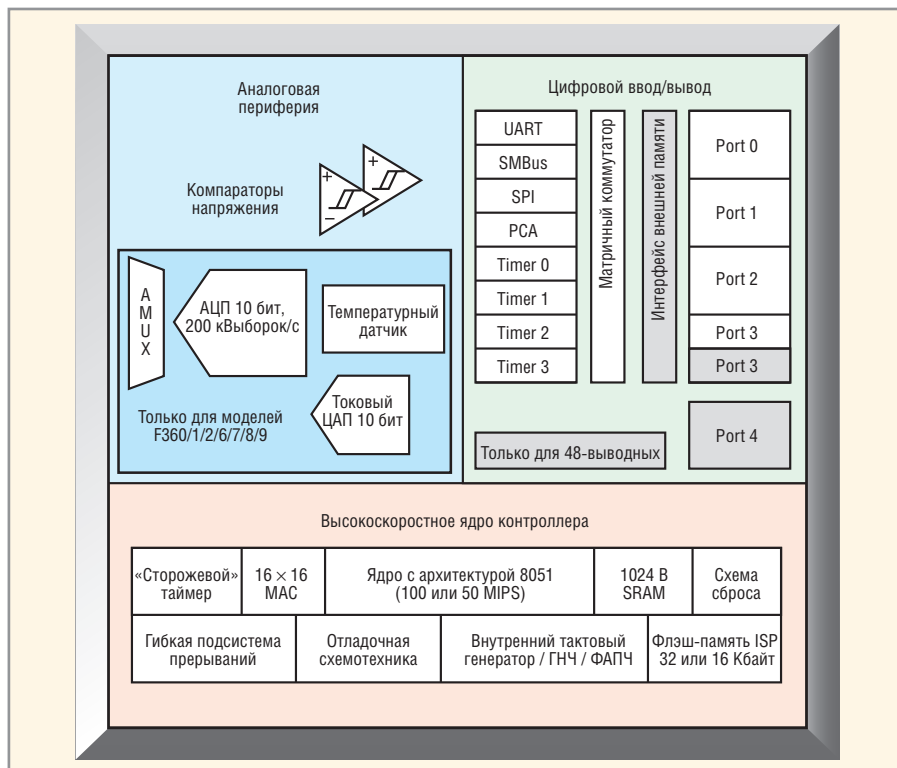 Аналоговая
периферия
Компараторы
напряжения
+
−
+
A
M
U
X
АЦП 10 бит,
200 кВыборок/с
Температурный
датчик
Токовый
ЦАП 10 бит
Только для моделей
F360/1/2/6/7/8/9
Цифровой ввод/вывод
UART
SMBus
SPI
PCA
Timer 0
Timer 1
Timer 2
Timer 3
Матричный коммутатор
Интерфейс внешней памяти
Port 0
Port 1
Port 2
Port 3
Port 3
Port 4
Только для 48-выводных
Высокоскоростное ядро контроллера
«Сторожевой»
таймер
16 × 16
MAC
Ядро с архитектурой 8051
(100 или 50 MIPS)
1024 B
SRAM
Схема
сброса
Гибкая подсистема
прерываний
Отладочная
схемотехника
Внутренний тактовый
генератор / ГНЧ / ФАПЧ
Флэш-память ISP
32 или 16 Кбайт